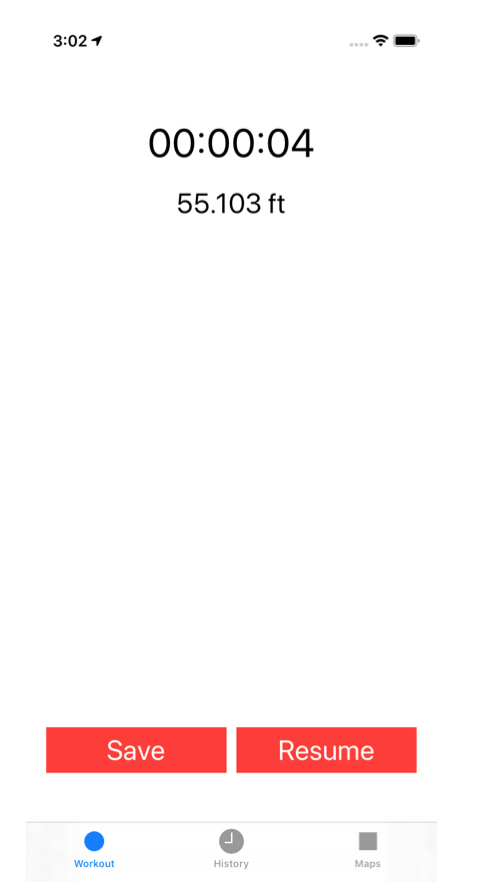 3:02
00:00:04
55.103 ft
Save Resume
Workout History Maps